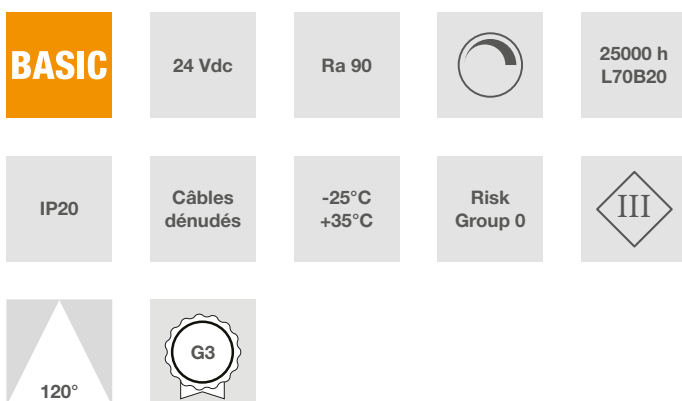 BASIC
24 Vdc
Ra 90
25000 h
L70B20
IP20
Câbles
dénudés
-25°C
+35°C
Risk
Group 0
III
120°
G3